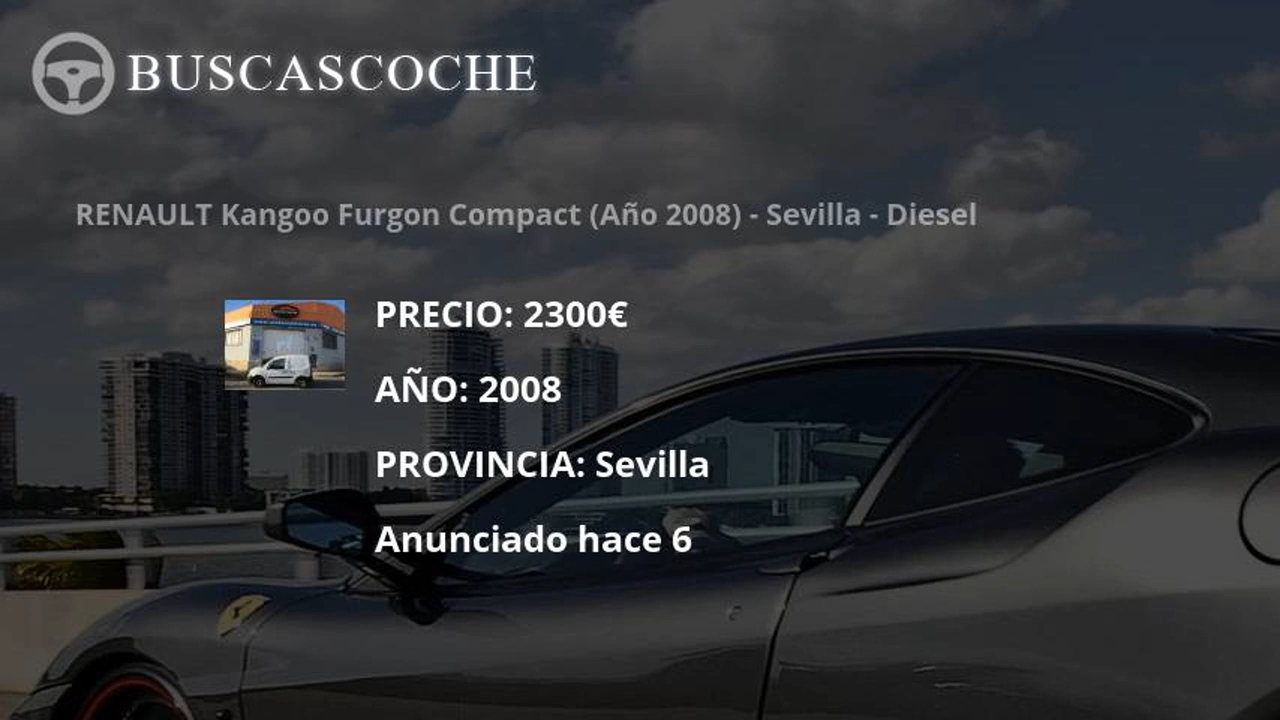 BUSCASCOCHE
RENAULT Kangoo Furgon Compact (Año 2008) - Sevilla - Diesel
PRECIO: 2300€
AÑO: 2008
PROVINCIA: Sevilla
Anunciado hace 6